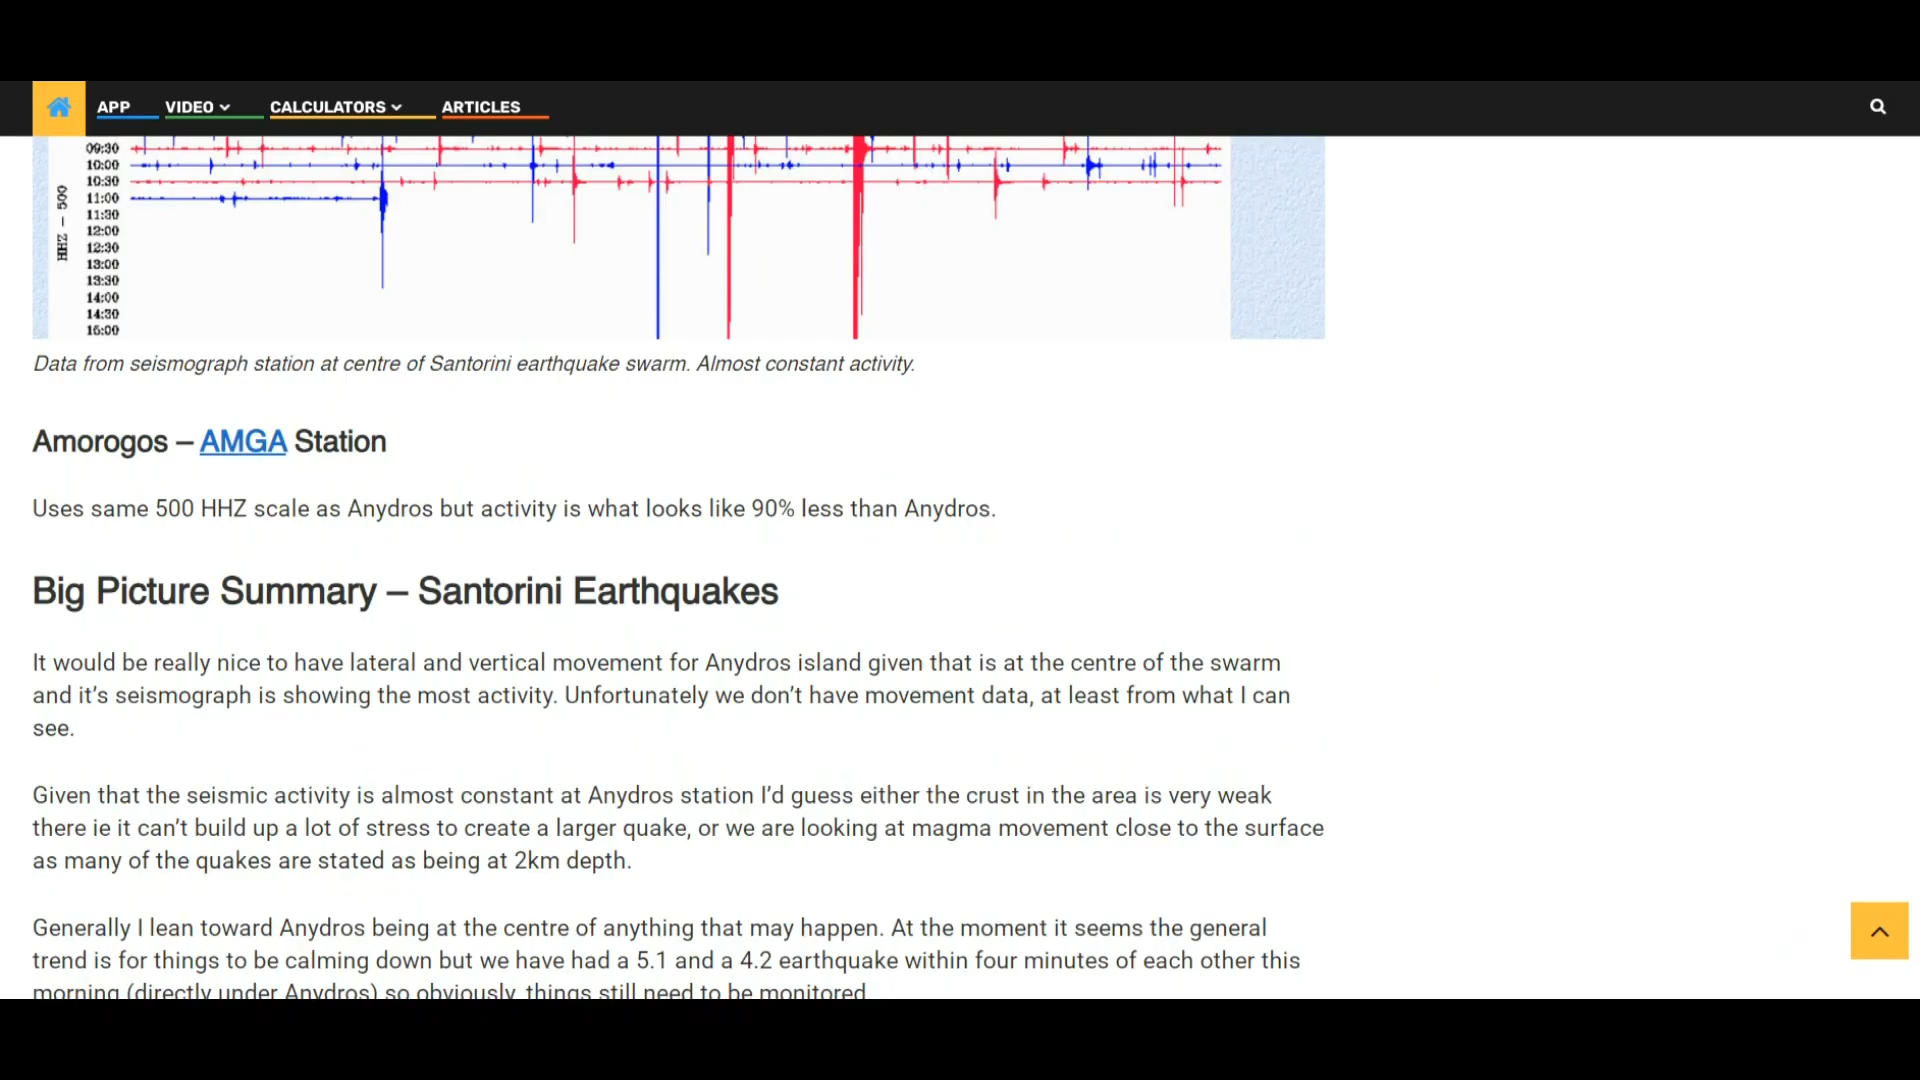 APP VIDEO CALCULATORS ARTICLES
09:30
10:00
10:30
11:00
11:30
12:00
12:30
13:00
13:30
14:00
14:30
15:00
HHZ - 500
Data from seismograph station at centre of Santorini earthquake swarm. Almost constant activity.
Amorogos – AMGA Station
Uses same 500 HHZ scale as Anydros but activity is what looks like 90% less than Anydros.
Big Picture Summary – Santorini Earthquakes
It would be really nice to have lateral and vertical movement for Anydros island given that is at the centre of the swarm
and it’s seismograph is showing the most activity. Unfortunately we don’t have movement data, at least from what I can
see.
Given that the seismic activity is almost constant at Anydros station I’d guess either the crust in the area is very weak
there ie it can’t build up a lot of stress to create a larger quake, or we are looking at magma movement close to the surface
as many of the quakes are stated as being at 2km depth.
Generally I lean toward Anydros being at the centre of anything that may happen. At the moment it seems the general
trend is for things to be calming down but we have had a 5.1 and a 4.2 earthquake within four minutes of each other this
morning (directly under Anydros) so obviously, things still need to be monitored